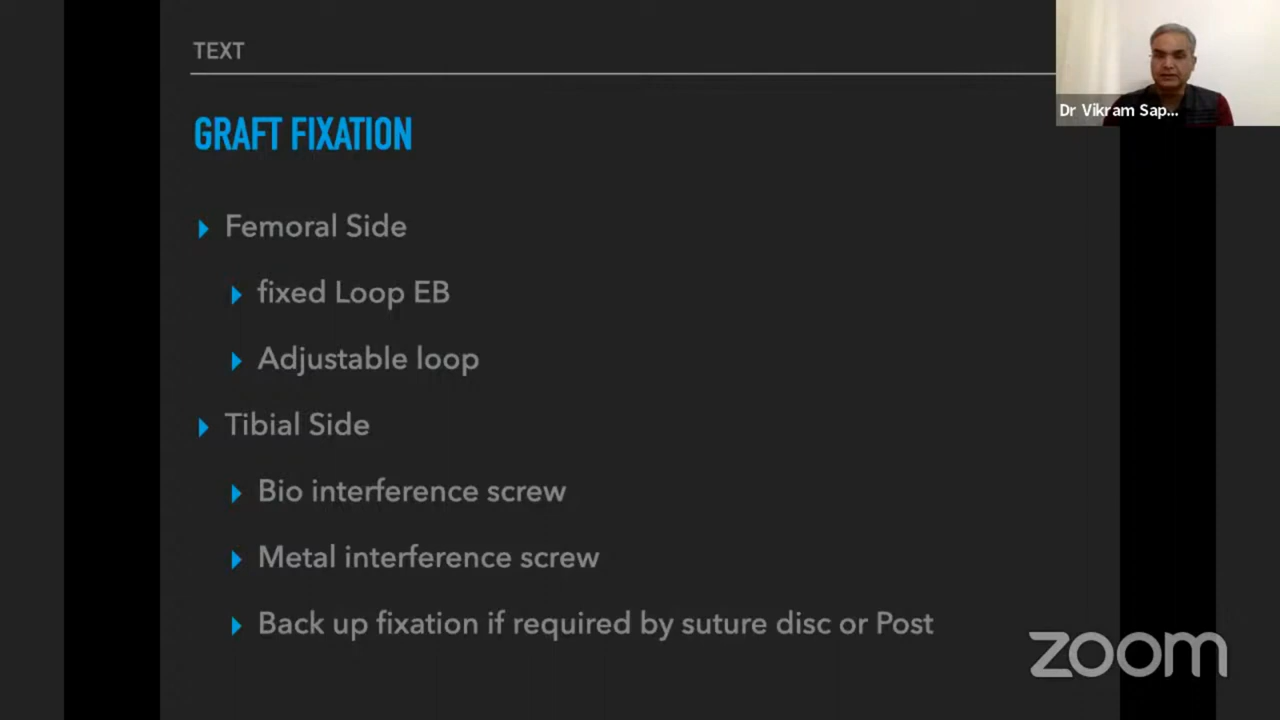 TEXT
GRAFT FIXATION
Femoral Side
fixed Loop EB
Adjustable loop
Tibial Side
Bio interference screw
Metal interference screw
Back up fixation if required by suture disc or Post
Dr Vikram Sap...
zoom